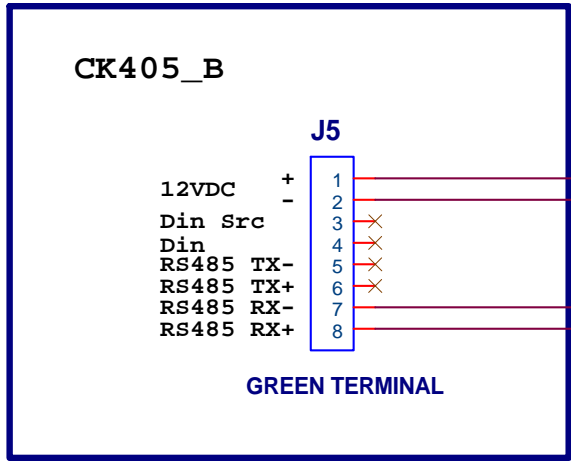 CK405_B
J5
12VDC + 1
- 2
Din Src 3
Din 4
RS485 TX- 5
RS485 TX+ 6
RS485 RX- 7
RS485 RX+ 8
GREEN TERMINAL